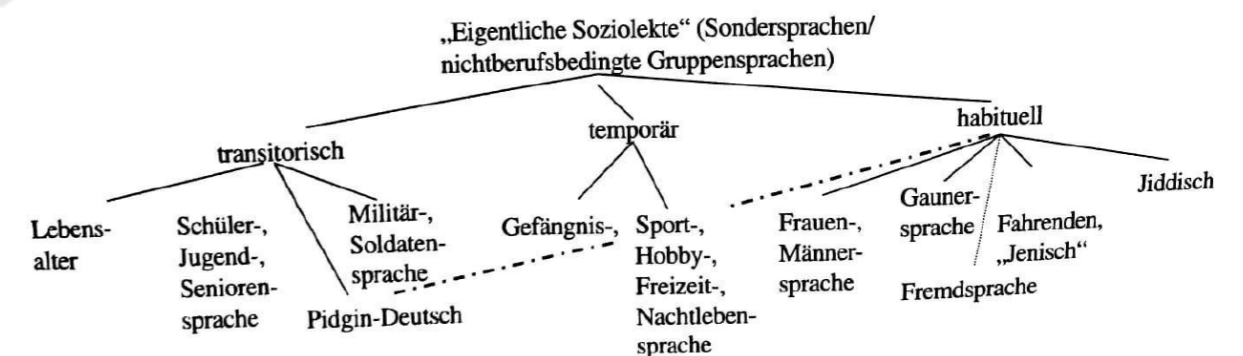 „Eigentliche Soziolekte“ (Sondersprachen/
nichtberufsbedingte Gruppensprachen)
transitorisch
temporär
habituell
Lebens-
alter
Schüler-,
Jugend-,
Senioren-
sprache
Militär-,
Soldaten-
sprache
Pidgin-Deutsch
Gefängnis-,
Sport-,
Hobby-,
Freizeit-,
Nachtleben-
sprache
Frauen-,
Männer-
sprache
Gauner-
sprache
Fahrenden,
„Jenisch“
Fremdsprache
Jiddisch